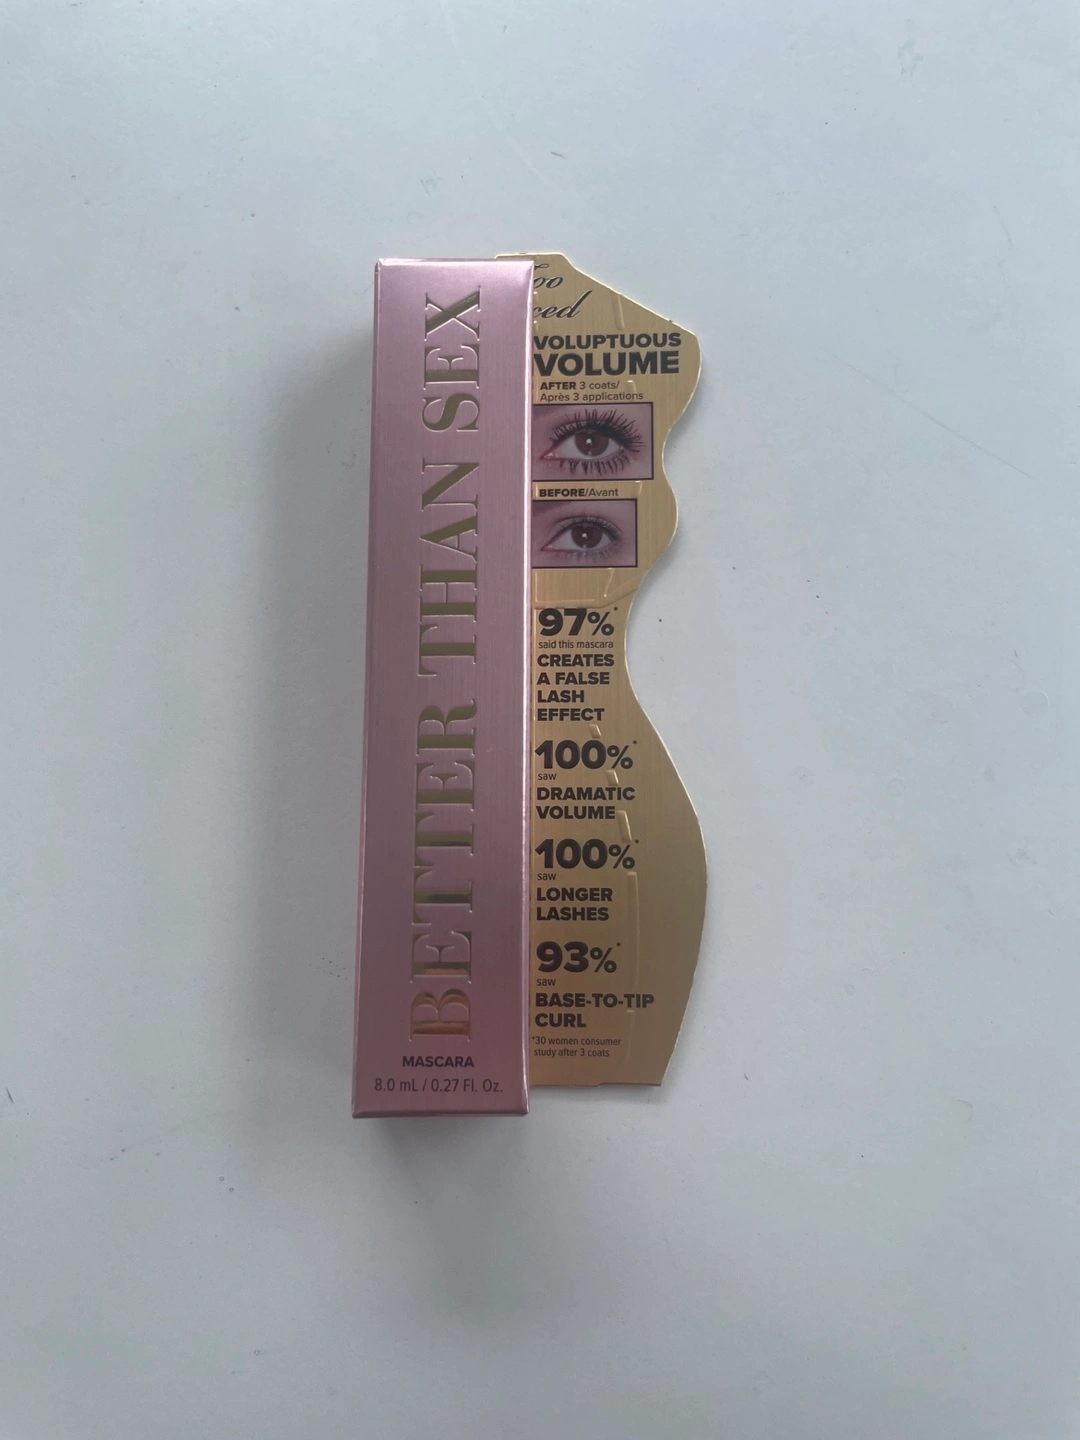 BETTER THAN SEX
MASCARA
8.0 mL / 0.27 Fl. Oz.
VOLUPTUOUS
VOLUME
AFTER 3 coats/
Après 3 applications
BEFORE/Avant
97%*
said this mascara
CREATES
A FALSE
LASH
EFFECT
100%*
saw
DRAMATIC
VOLUME
100%*
saw
LONGER
LASHES
93%*
saw
BASE-TO-TIP
CURL
*30 women consumer
study after 3 coats